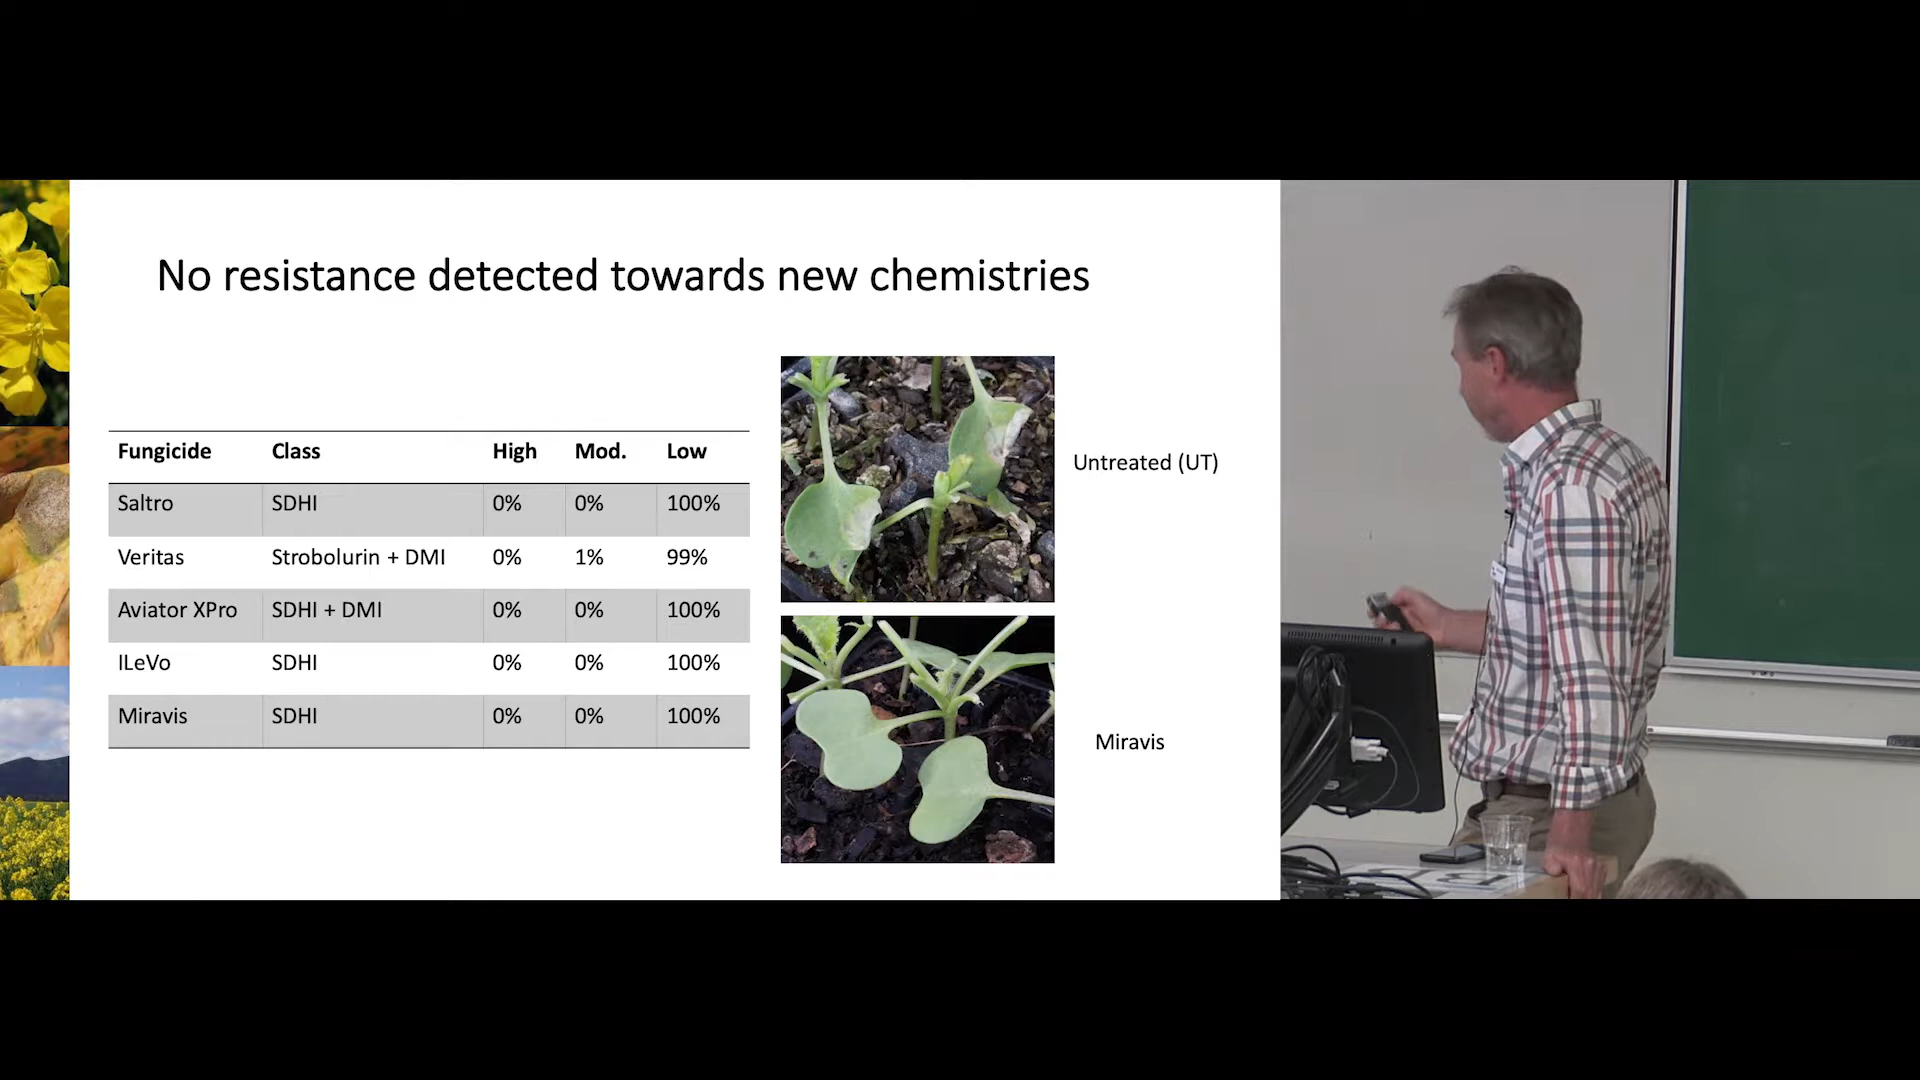 No resistance detected towards new chemistries
Fungicide Class High Mod. Low
Saltro SDHI 0% 0% 100%
Veritas Strobolurin + DMI 0% 1% 99%
Aviator XPro SDHI + DMI 0% 0% 100%
ILeVo SDHI 0% 0% 100%
Miravis SDHI 0% 0% 100%
Untreated (UT)
Miravis